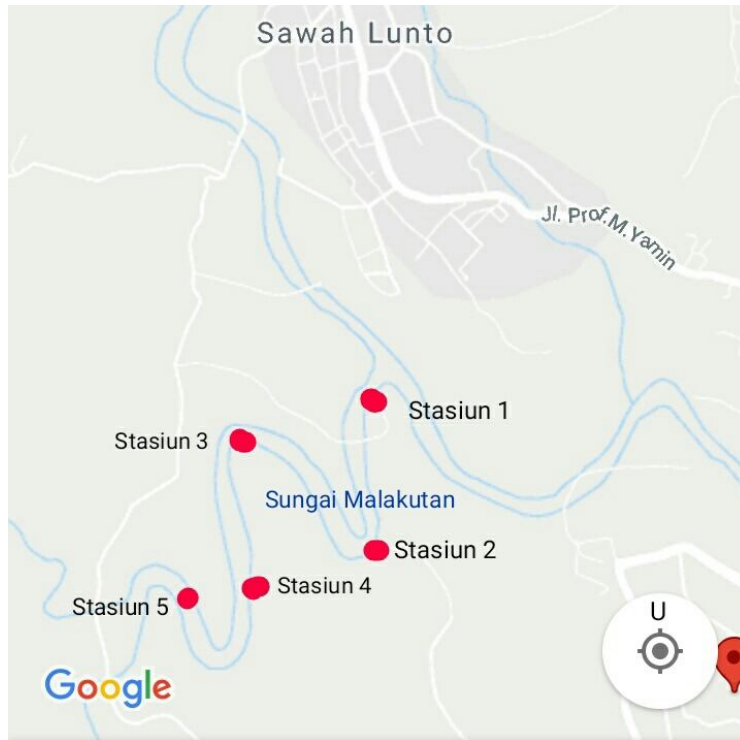 Sawah Lunto
Jl. Prof.M.Yamin
Stasiun 1
Stasiun 3
Sungai Malakutan
Stasiun 2
Stasiun 4
Stasiun 5
U
Google